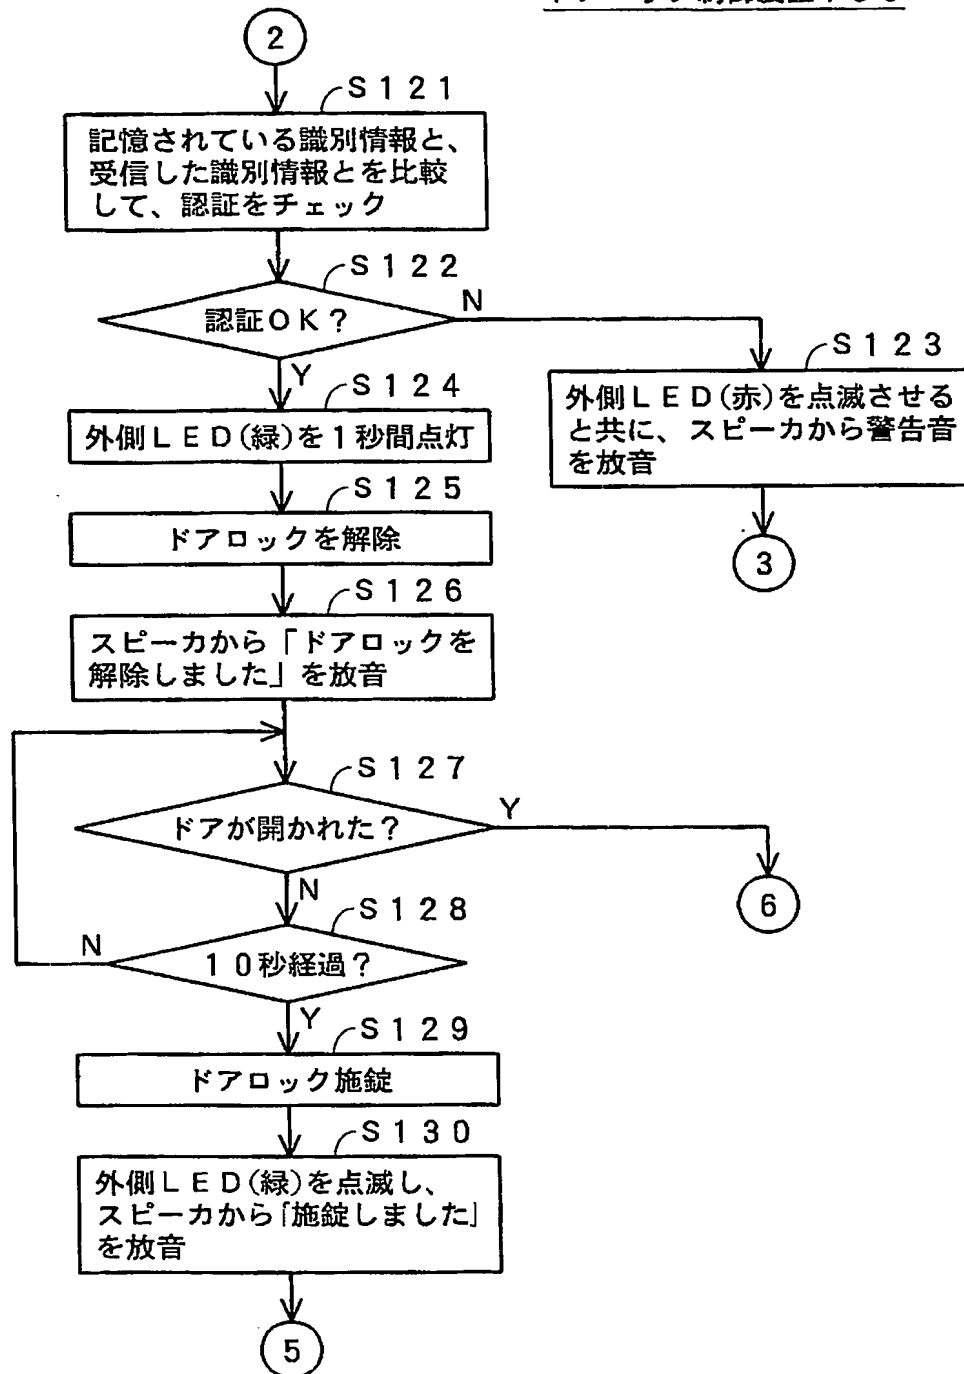 2
S121
記憶されている識別情報と、
受信した識別情報とを比較
して、認証をチェック
S122
認証OK?
N
Y
S123
外側LED(赤)を点滅させる
と共に、スピーカから警告音
を放音
3
S124
外側LED(緑)を1秒間点灯
S125
ドアロックを解除
S126
スピーカから「ドアロックを
解除しました」を放音
S127
ドアが開かれた?
Y
6
N
S128
10秒経過?
N
Y
S129
ドアロック施錠
S130
外側LED(緑)を点滅し、
スピーカから「施錠しました」
を放音
5